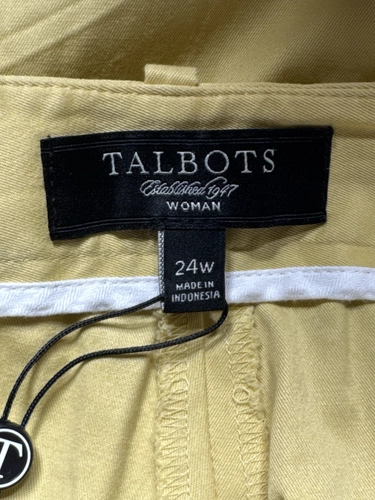 TALBOTS
Established 1947
WOMAN
24W
MADE IN
INDONESIA
T